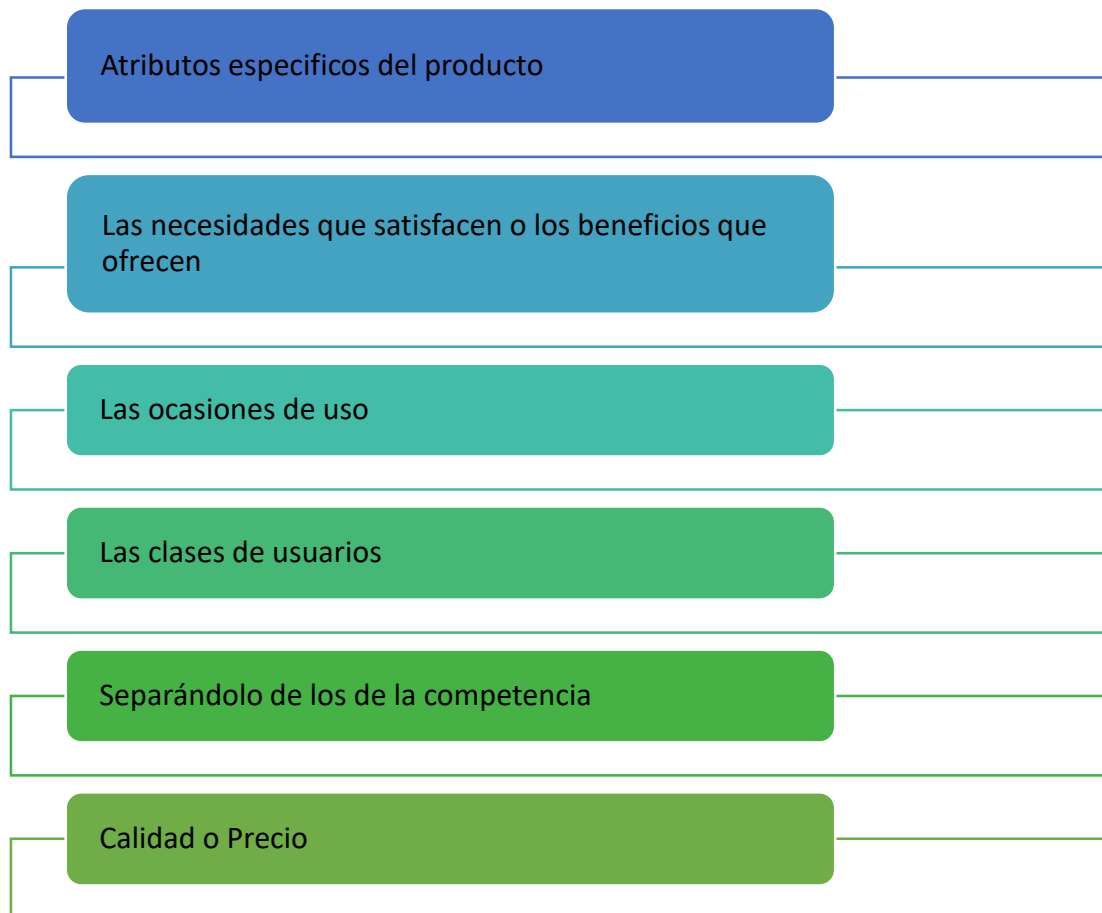 Atributos especificos del producto
Las necesidades que satisfacen o los beneficios que
ofrecen
Las ocasiones de uso
Las clases de usuarios
Separándolo de los de la competencia
Calidad o Precio